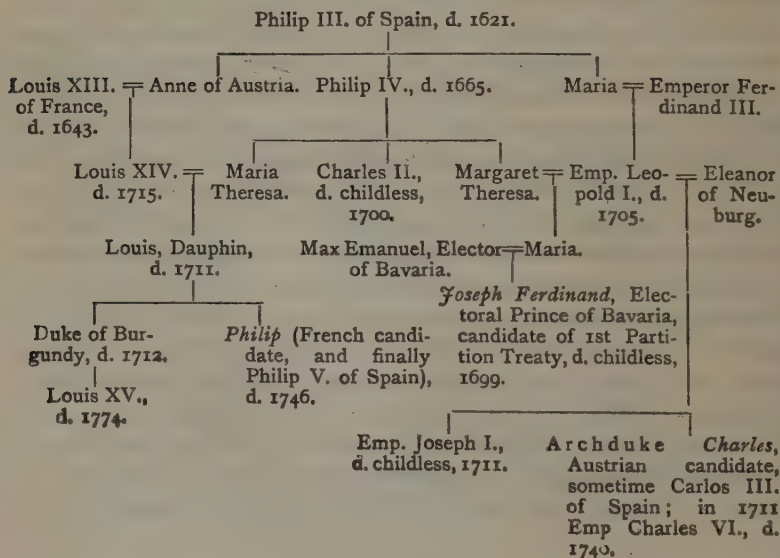 Philip III. of Spain, d. 1621.
Louis XIII. Anne of Austria. Philip IV., d. 1665. Maria Emperor Fer-
of France, dinand III.
d. 1643.
Louis XIV. Maria Charles II., Margaret Emp. Leo- Eleanor
d. 1715. Theresa. d. childless, Theresa. pold I., d. of Neu-
1700. 1705. burg.
Louis, Dauphin, Max Emanuel, Elector Maria.
d. 1711. of Bavaria.
Joseph Ferdinand, Elec-
toral Prince of Bavaria,
candidate of 1st Parti-
tion Treaty, d. childless,
1699.
Duke of Bur-
gundy, d. 1712.
Louis XV.,
d. 1774.
Philip (French candi-
date, and finally
Philip V. of Spain),
d. 1746.
Emp. Joseph I.,
d. childless, 1711.
Archduke Charles,
Austrian candidate,
sometime Carlos III.
of Spain; in 1711
Emp Charles VI., d.
1740.